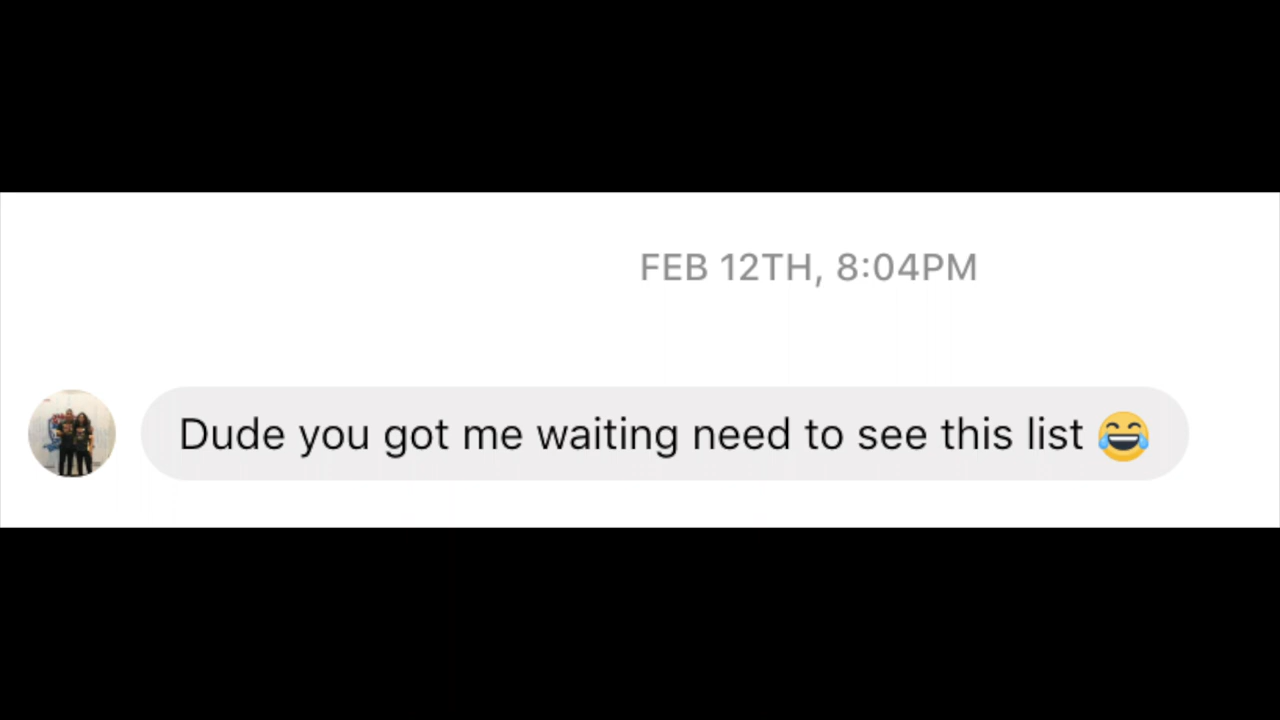 FEB 12TH, 8:04PM
Dude you got me waiting need to see this list 😂